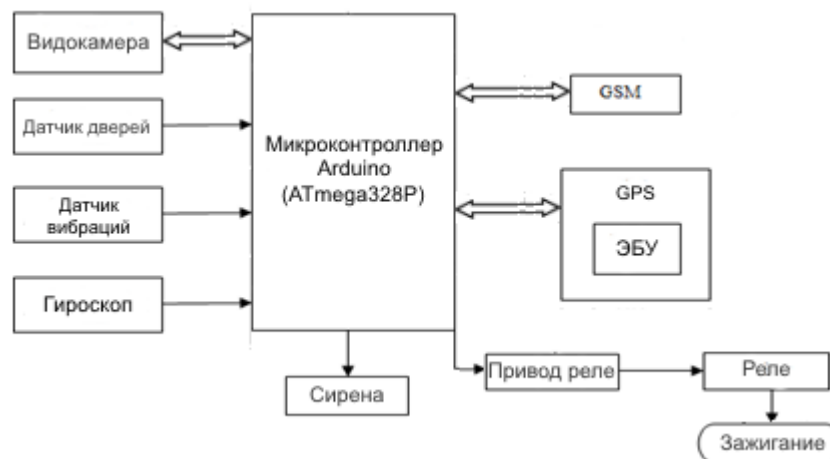 Видокамера
Датчик дверей
Датчик
вибраций
Гироскоп
Микроконтроллер
Arduino
(ATmega328P)
GSM
GPS
ЭБУ
Сирена
Привод реле
Реле
Зажигание